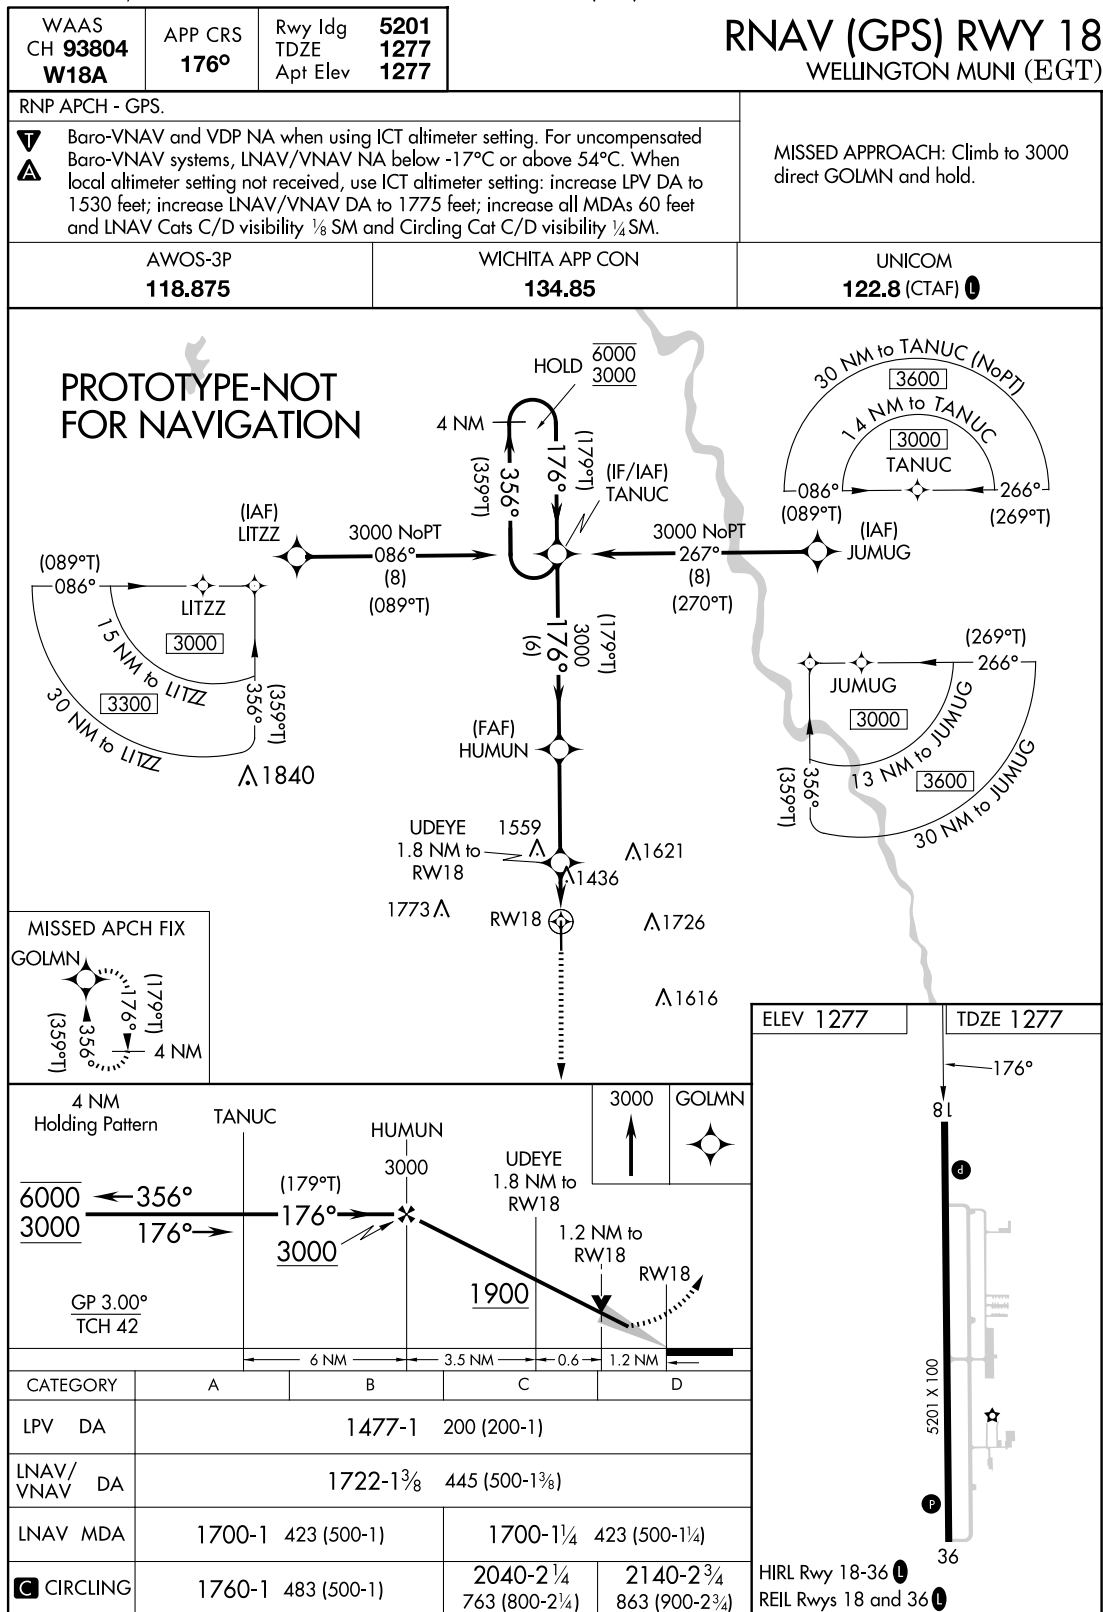 WAAS
CH 93804
W18A
APP CRS
176°
Rwy Idg 5201
TDZE 1277
Apt Elev 1277
RNAV (GPS) RWY 18
WELLINGTON MUNI (EGT)
RNP APCH - GPS.
T
A
Baro-VNAV and VDP NA when using ICT altimeter setting. For uncompensated
Baro-VNAV systems, LNAV/VNAV NA below -17°C or above 54°C. When
local altimeter setting not received, use ICT altimeter setting: increase LPV DA to
1530 feet; increase LNAV/VNAV DA to 1775 feet; increase all MDAs 60 feet
and LNAV Cats C/D visibility ⅛ SM and Circling Cat C/D visibility ¼ SM.
MISSED APPROACH: Climb to 3000
direct GOLMN and hold.
AWOS-3P
118.875
WICHITA APP CON
134.85
UNICOM
122.8 (CTAF) L
PROTOTYPE-NOT
FOR NAVIGATION
HOLD 6000
3000
4 NM
356°
(359°T)
176°
(179°T)
(IF/IAF)
TANUC
30 NM to TANUC (NoPT)
3600
14 NM to TANUC
3000
TANUC
086°
(089°T)
266°
(269°T)
(IAF)
LITZZ
3000 NoPT
086°
(8)
(089°T)
3000 NoPT
267°
(8)
(270°T)
(IAF)
JUMUG
(089°T)
086°
LITZZ
3000
15 NM to LITZZ
3300
30 NM to LITZZ
356°
(359°T)
176°
(6)
3000
(179°T)
(269°T)
266°
JUMUG
3000
13 NM to JUMUG
3600
30 NM to JUMUG
356°
(359°T)
(FAF)
HUMUN
1840
UDEYE
1.8 NM to
RW18
1559
1621
1436
1773
RW18
1726
1616
MISSED APCH FIX
GOLMN
176°
(179°T)
356°
(359°T)
4 NM
ELEV 1277
TDZE 1277
176°
18
P
5201 X 100
P
36
HIRL Rwy 18-36 L
REIL Rwys 18 and 36 L
4 NM
Holding Pattern
TANUC
HUMUN
3000
UDEYE
1.8 NM to
RW18
3000
GOLMN
6000
3000
356°
176°
(179°T)
176°
3000
1.2 NM to
RW18
RW18
1900
GP 3.00°
TCH 42
6 NM
3.5 NM
0.6
1.2 NM
CATEGORY A B C D
LPV DA 1477-1 200 (200-1)
LNAV/
VNAV DA 1722-1⅜ 445 (500-1⅜)
LNAV MDA 1700-1 423 (500-1) 1700-1¼ 423 (500-1¼)
C CIRCLING 1760-1 483 (500-1) 2040-2¼ 2140-2¾
763 (800-2¼) 863 (900-2¾)